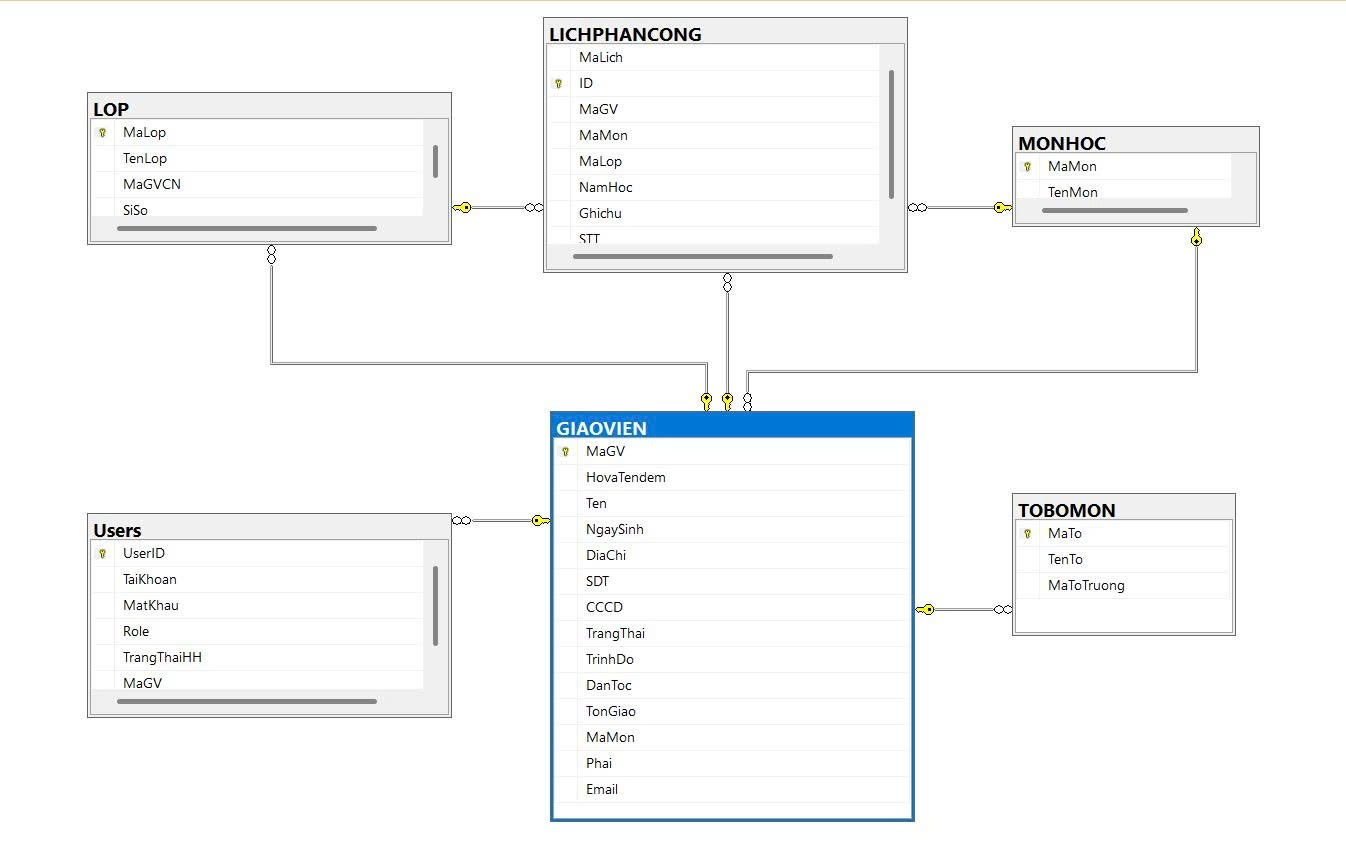 LICHPHANCONG
MaLich
ID
MaGV
MaMon
MaLop
NamHoc
Ghichu
STT
LOP
MaLop
TenLop
MaGVCN
SiSo
MONHOC
MaMon
TenMon
GIAOVIEN
MaGV
HovaTendem
Ten
NgaySinh
DiaChi
SDT
CCCD
TrangThai
TrinhDo
DanToc
TonGiao
MaMon
Phai
Email
Users
UserID
TaiKhoan
MatKhau
Role
TrangThaiHH
MaGV
TOBOMON
MaTo
TenTo
MaToTruong